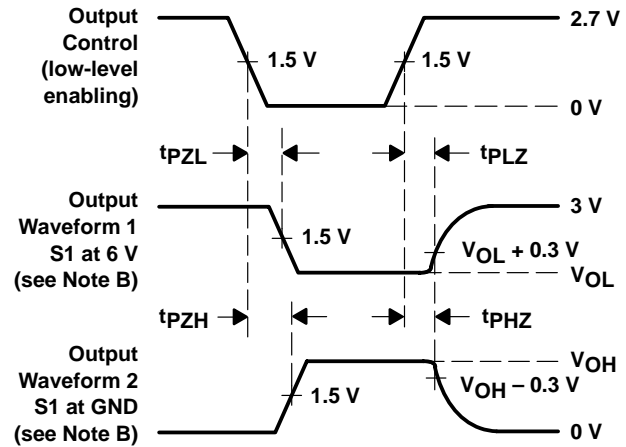 Output
Control
(low-level
enabling)
2.7 V
1.5 V
1.5 V
0 V
tPZL
tPLZ
Output
Waveform 1
S1 at 6 V
(see Note B)
3 V
1.5 V
VOL + 0.3 V
VOL
tPZH
tPHZ
Output
Waveform 2
S1 at GND
(see Note B)
VOH
1.5 V
VOH – 0.3 V
0 V